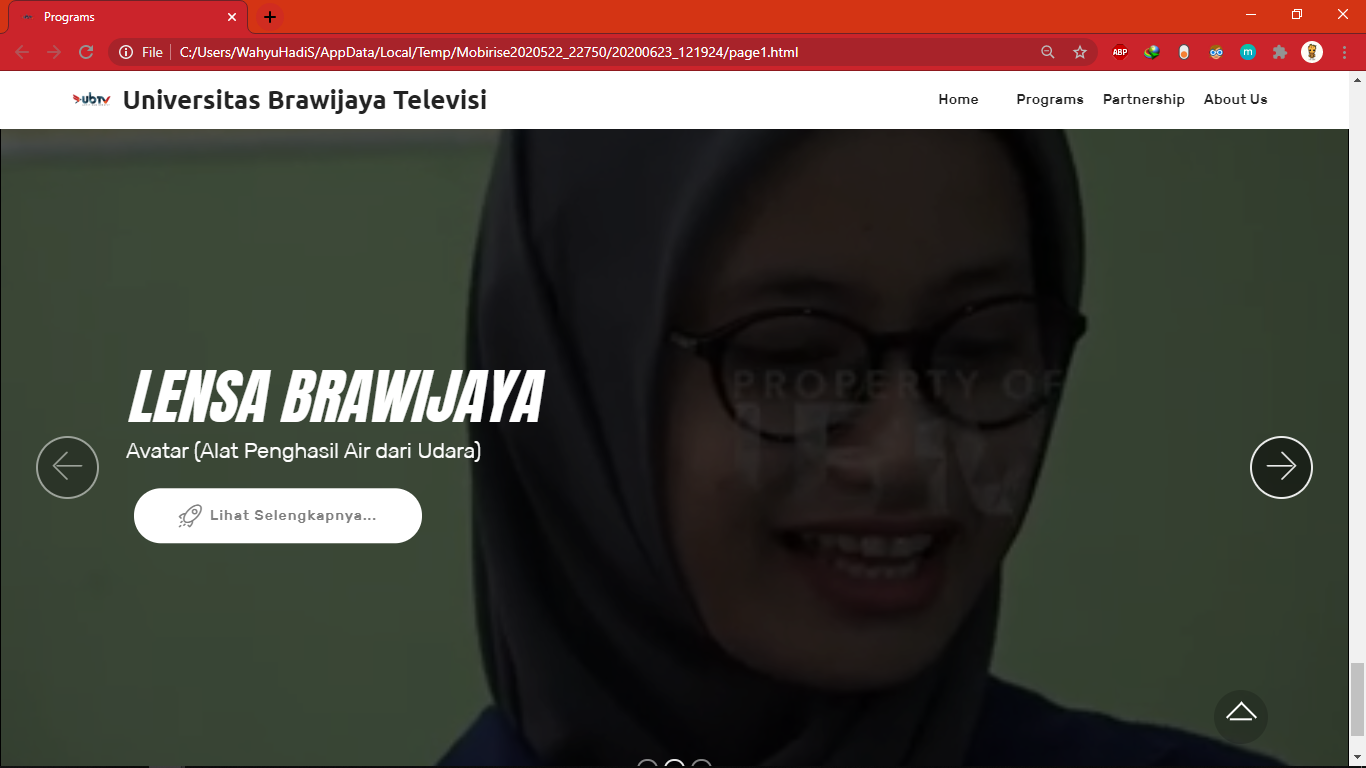 Programs
File
C:/Users/WahyuHadiS/AppData/Local/Temp/Mobirise2020522_22750/20200623_121924/page1.html
ABP
m
UBTV
Universitas Brawijaya Televisi
Home Programs Partnership About Us
PROPERTY OF
LENSA BRAWIJAYA
Avatar (Alat Penghasil Air dari Udara)
Lihat Selengkapnya...